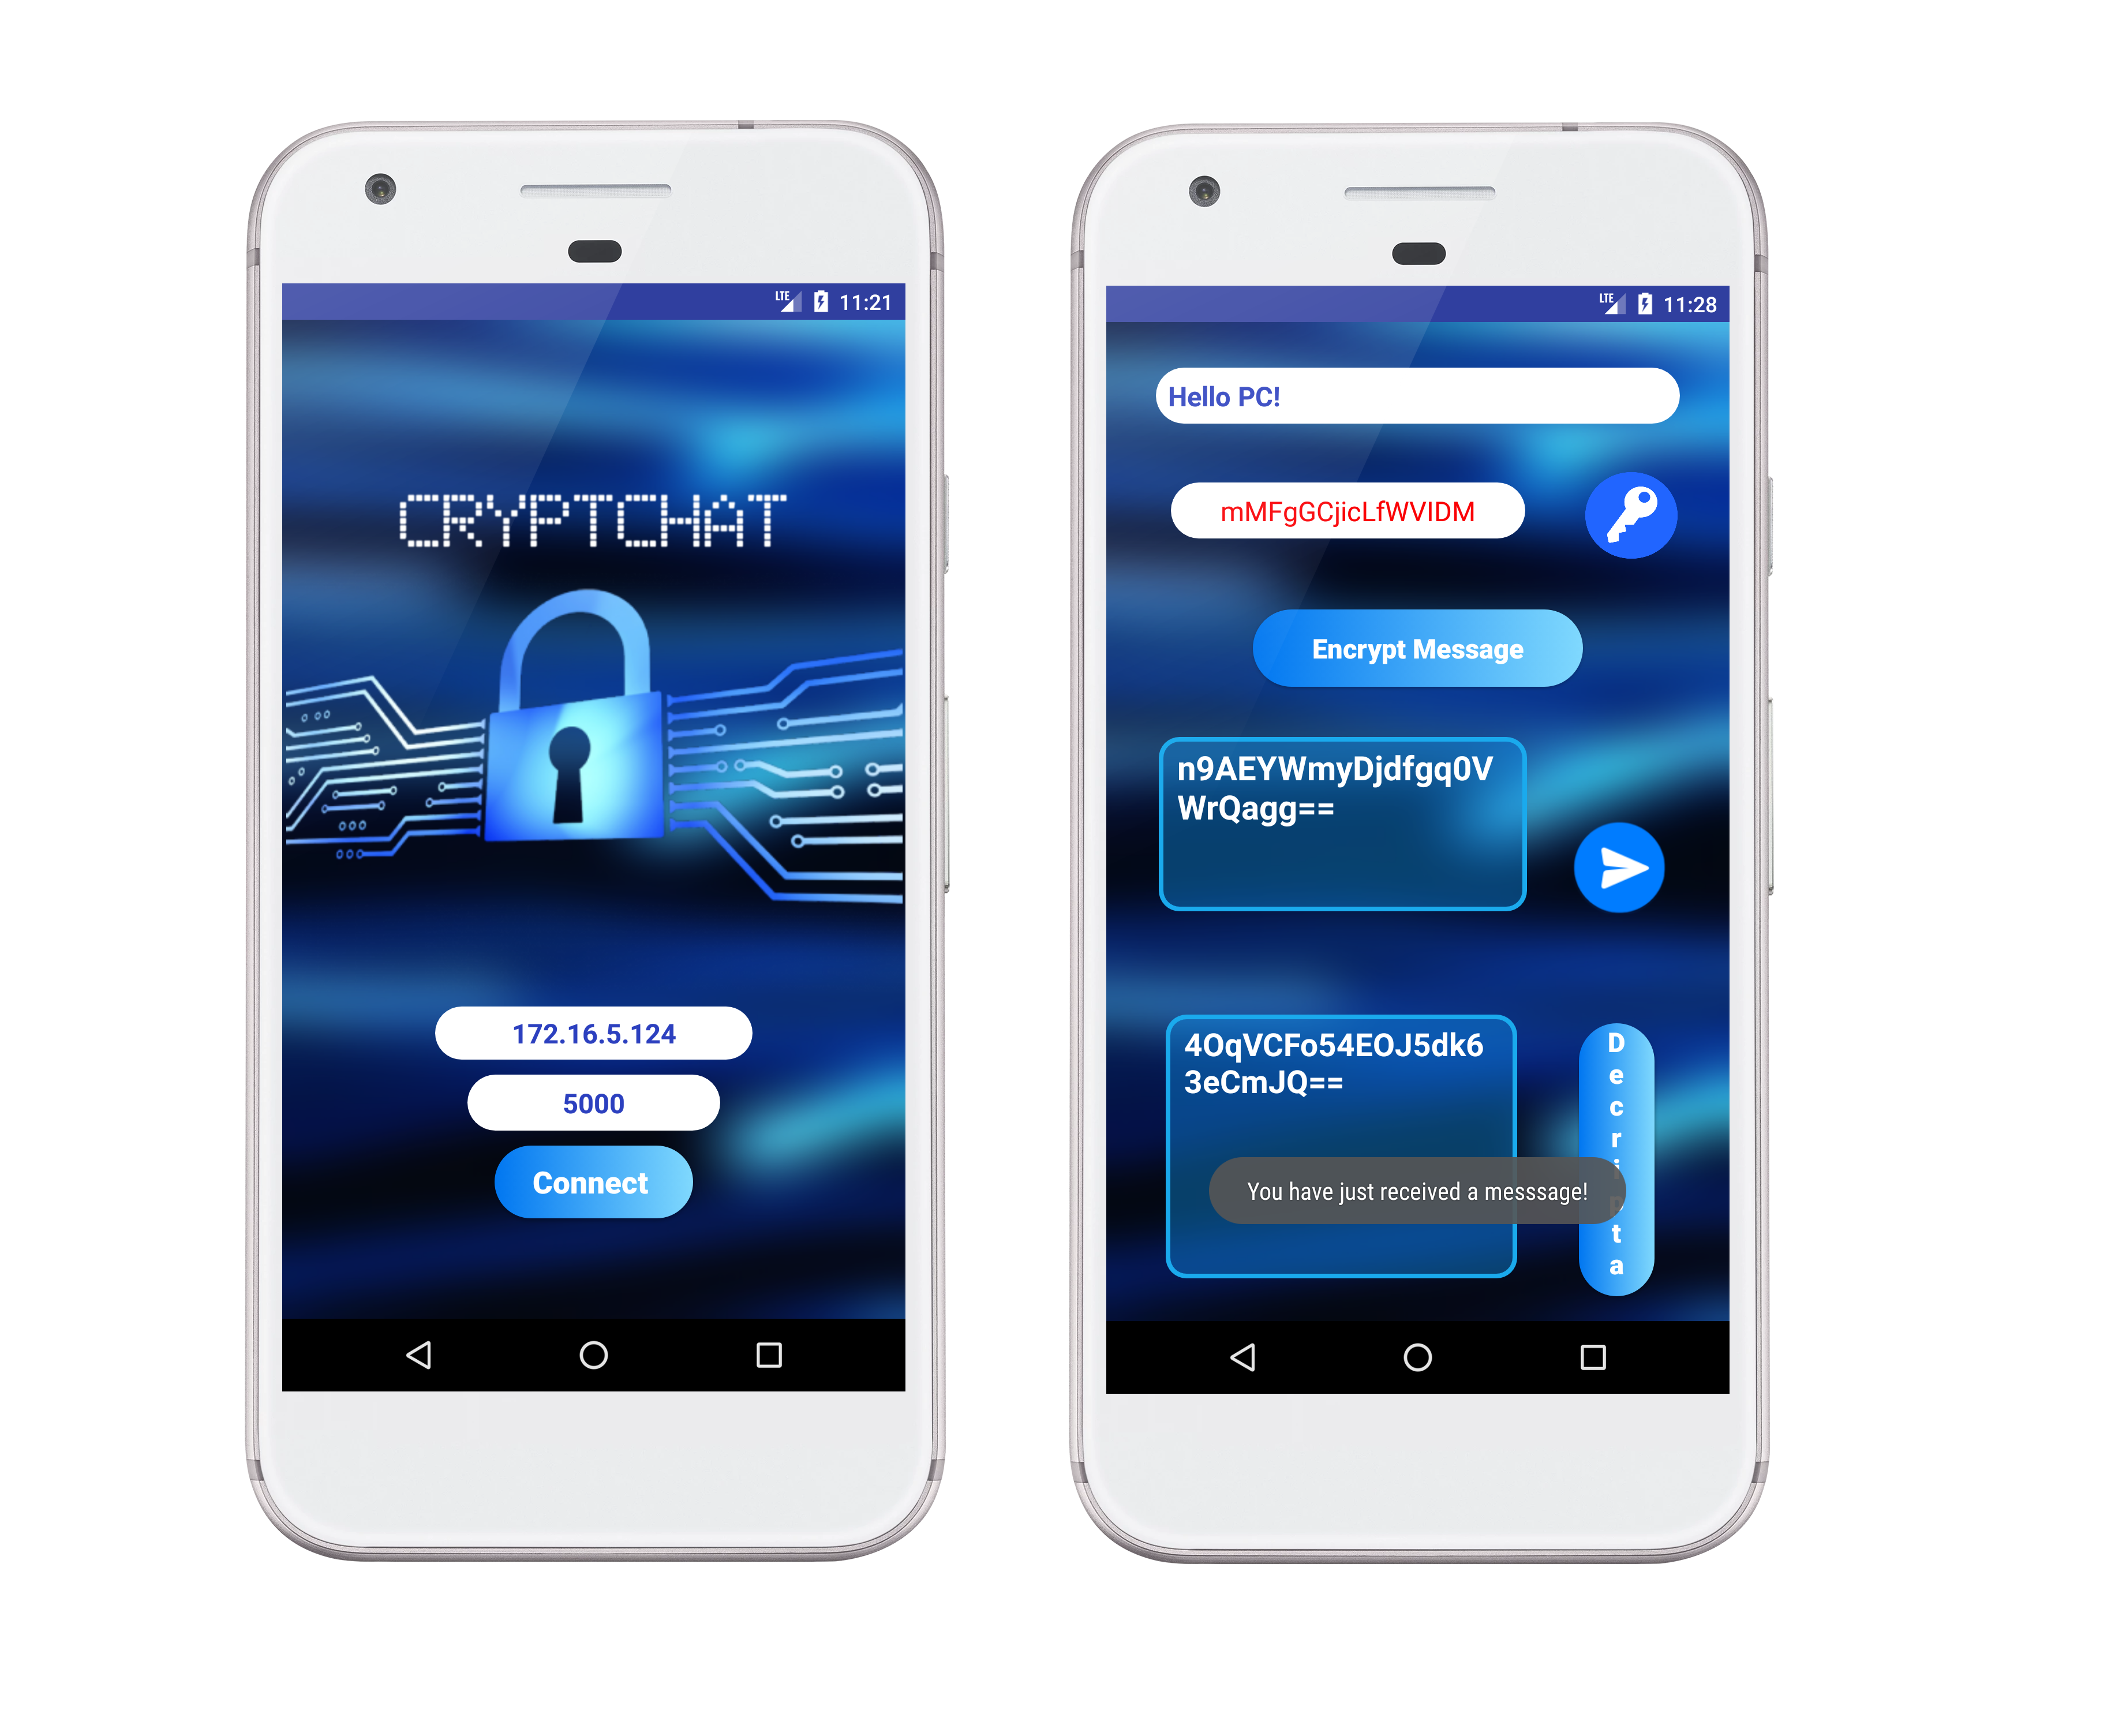 LTE 11:21
CRYPTCHAT
172.16.5.124
5000
Connect
LTE 11:28
Hello PC!
mMFgGCjicLfWVIDM
Encrypt Message
n9AEYWmyDjdfgq0V
WrQagg==
4OqVCFo54EOJ5dk6
3eCmJQ==
You have just received a messsage!
D
e
c
r
i
p
t
a